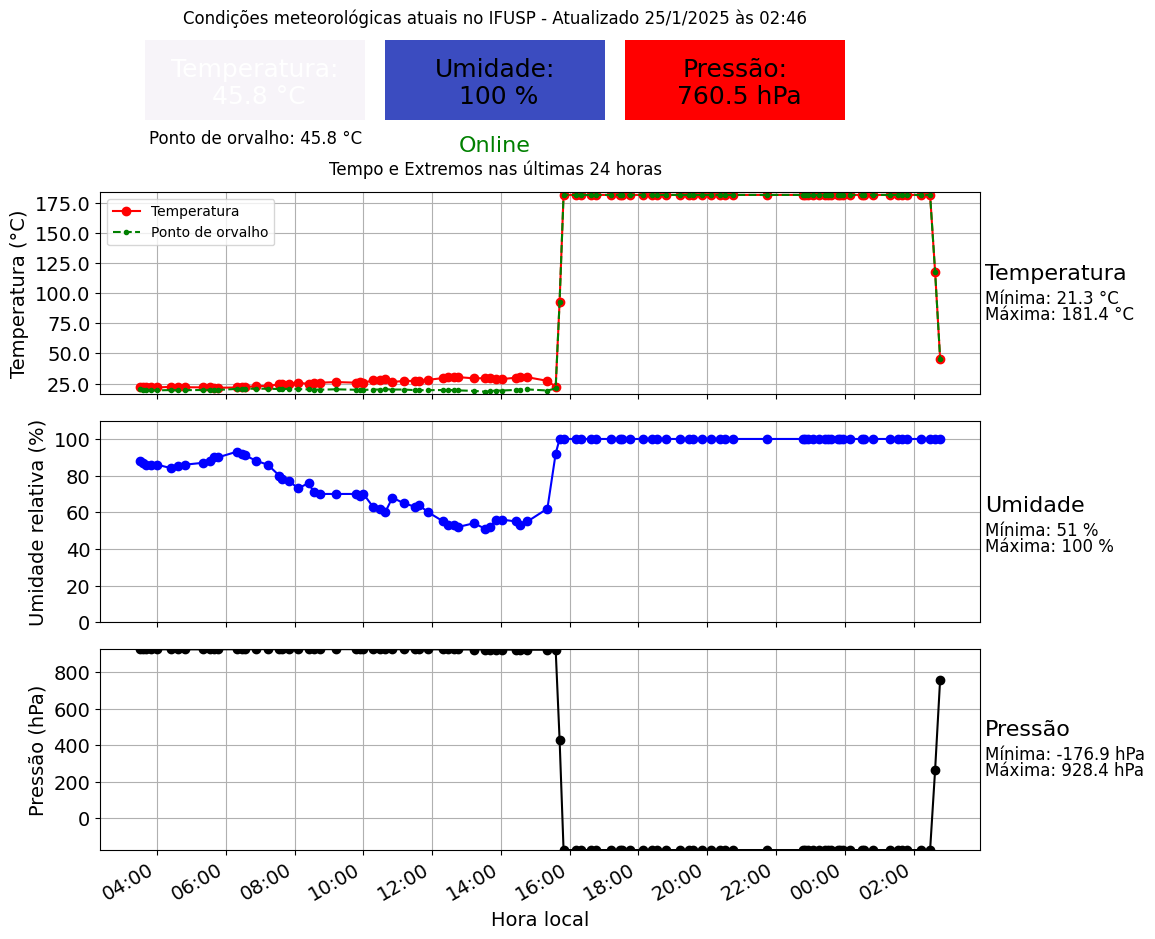 Condições meteorológicas atuais no IFUSP - Atualizado 25/1/2025 às 02:46
Temperatura:
45.8 °C
Umidade:
100 %
Pressão:
760.5 hPa
Ponto de orvalho: 45.8 °C
Online
Tempo e Extremos nas últimas 24 horas
Temperatura (°C)
175.0
150.0
125.0
100.0
75.0
50.0
25.0
Temperatura
Ponto de orvalho
Temperatura
Mínima: 21.3 °C
Máxima: 181.4 °C
Umidade relativa (%)
100
80
60
40
20
0
Umidade
Mínima: 51 %
Máxima: 100 %
Pressão (hPa)
800
600
400
200
0
Pressão
Mínima: -176.9 hPa
Máxima: 928.4 hPa
04:00 06:00 08:00 10:00 12:00 14:00 16:00 18:00 20:00 22:00 00:00 02:00
Hora local